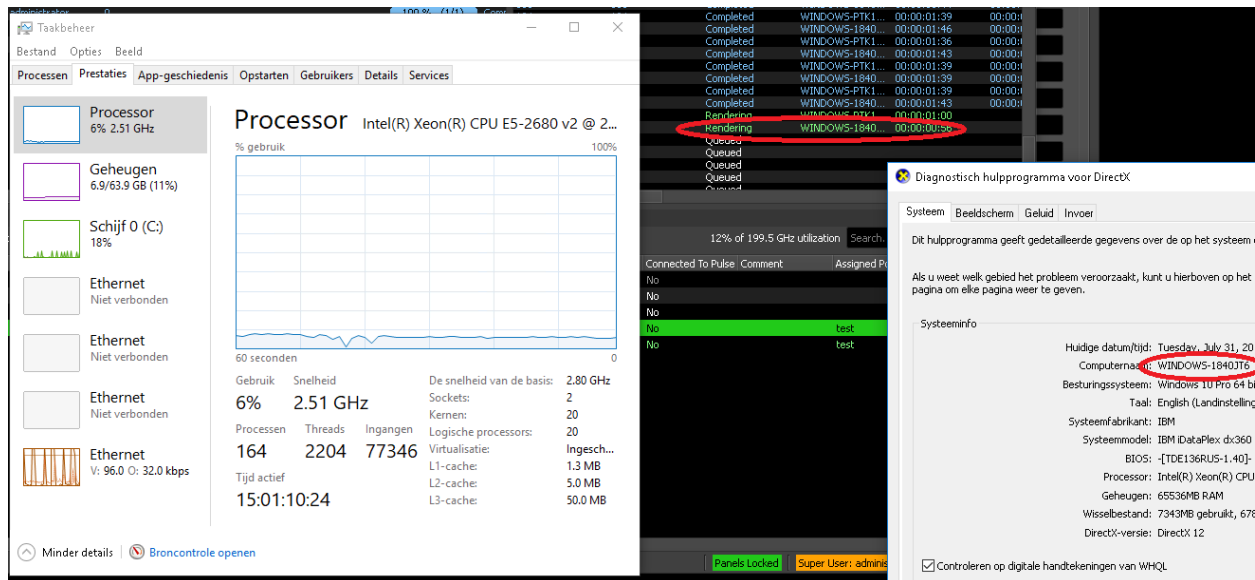 Taakbeheer
Bestand Opties Beeld
Processen Prestaties App-geschiedenis Opstarten Gebruikers Details Services
Processor
6% 2.51 GHz
Geheugen
6.9/63.9 GB (11%)
Schijf 0 (C:)
18%
Ethernet
Niet verbonden
Ethernet
Niet verbonden
Ethernet
Niet verbonden
Ethernet
V: 96.0 O: 32.0 kbps
Processor Intel(R) Xeon(R) CPU E5-2680 v2 @ 2...
% gebruik 100%
60 seconden 0
Gebruik Snelheid
6% 2.51 GHz
Processen Threads Ingangen
164 2204 77346
Tijd actief
15:01:10:24
De snelheid van de basis: 2.80 GHz
Sockets: 2
Kernen: 20
Logische processors: 20
Virtualisatie: Ingesch...
L1-cache: 1.3 MB
L2-cache: 5.0 MB
L3-cache: 50.0 MB
Minder details Broncontrole openen
Completed WINDOWS-PTK1... 00:00:01:39
Completed WINDOWS-1840... 00:00:01:46
Completed WINDOWS-PTK1... 00:00:01:36
Completed WINDOWS-1840... 00:00:01:43
Completed WINDOWS-PTK1... 00:00:01:39
Completed WINDOWS-1840... 00:00:01:39
Completed WINDOWS-PTK1... 00:00:01:39
Completed WINDOWS-1840... 00:00:01:43
Rendering WINDOWS-PTK1... 00:00:01:00
Rendering WINDOWS-1840... 00:00:00:56
Queued
Queued
Queued
Queued
Queued
12% of 199.5 GHz utilization Search.
Connected To Pulse Comment Assigned
No
No
No
No test
No test
Panels Locked Super User: adminis
Diagnostisch hulpprogramma voor DirectX
Systeem Beeldscherm Geluid Invoer
Dit hulpprogramma geeft gedetailleerde gegevens over de op het systeem
Als u weet welk gebied het probleem veroorzaakt, kunt u hierboven op het
pagina om elke pagina weer te geven.
Systeeminfo
Huidige datum/tijd: Tuesday, July 31, 20
Computernaam: WINDOWS-1840JT6
Besturingssysteem: Windows 10 Pro 64 bi
Taal: English (Landinstelling
Systeemfabrikant: IBM
Systeemmodel: IBM iDataPlex dx360
BIOS: -[TDE136RUS-1.40]-
Processor: Intel(R) Xeon(R) CPU
Geheugen: 65536MB RAM
Wisselbestand: 7343MB gebruikt, 678
DirectX-versie: DirectX 12
Controleren op digitale handtekeningen van WHQL